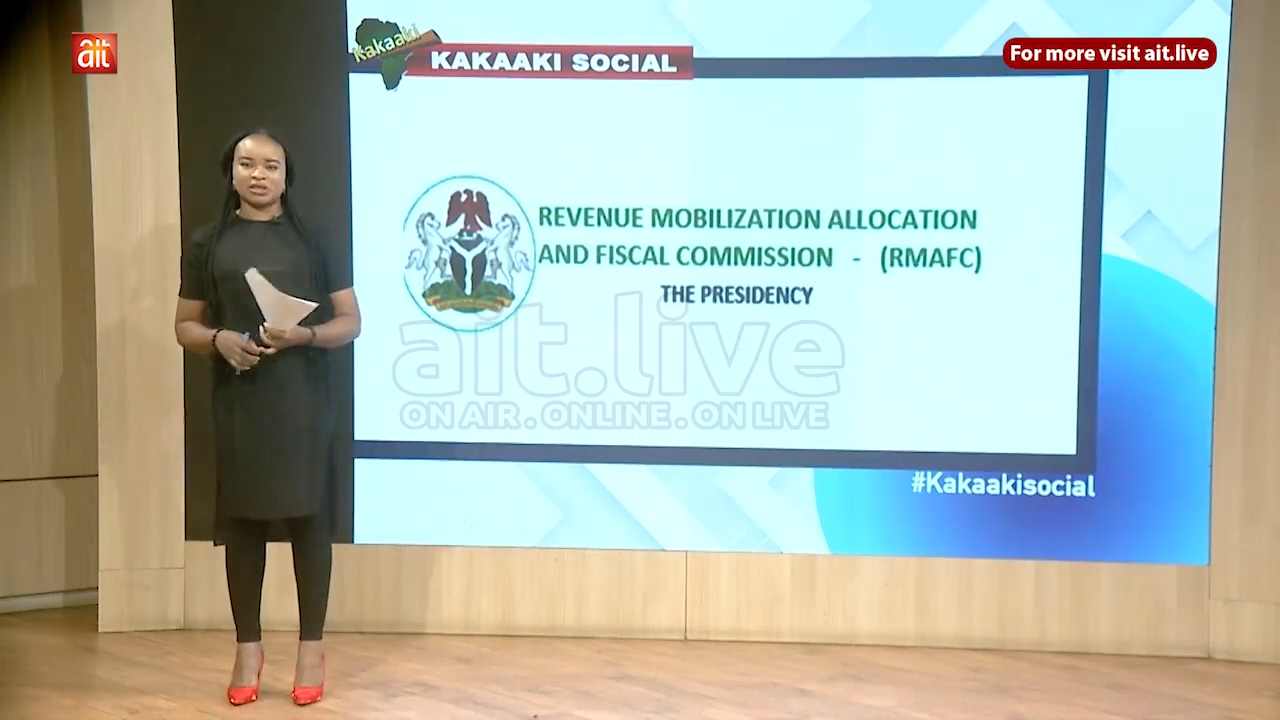 ait
Kakaaki
KAKAAKI SOCIAL
For more visit ait.live
REVENUE MOBILIZATION ALLOCATION
AND FISCAL COMMISSION - (RMAFC)
THE PRESIDENCY
ait.live
ON AIR . ONLINE . ON LIVE
#Kakaakisocial